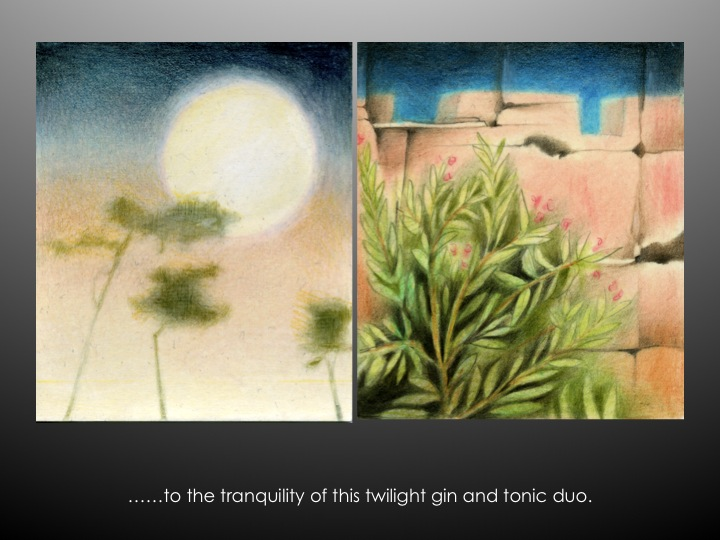 ……to the tranquility of this twilight gin and tonic duo.